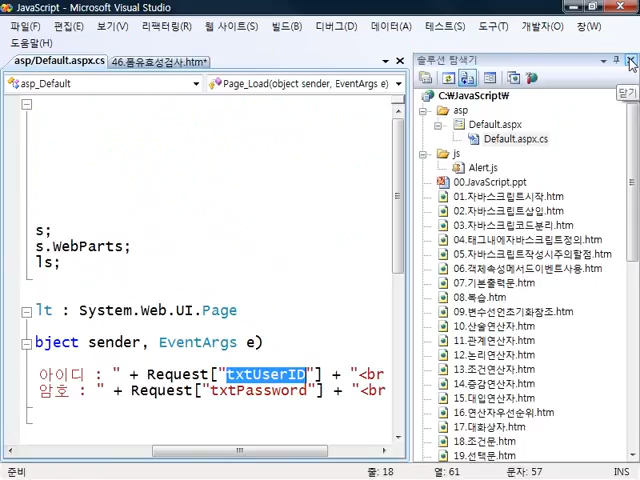 JavaScript - Microsoft Visual Studio
파일(F) 편집(E) 보기(V) 리팩터링(R) 웹 사이트(S) 빌드(B) 디버그(D) 데이터(A) 테스트(S) 도구(T) 개발자(O) 창(W)
도움말(H)
asp/Default.aspx.cs 46.폼유효성검사.htm*
asp_Default
Page_Load(object sender, EventArgs e)
s;
s.WebParts;
ls;
lt : System.Web.UI.Page
bject sender, EventArgs e)
아이디 : " + Request["txtUserID"] + "<br
암호 : " + Request["txtPassword"] + "<br
솔루션 탐색기
닫기
C:\JavaScript\
asp
Default.aspx
Default.aspx.cs
js
Alert.js
00.JavaScript.ppt
01.자바스크립트시작.htm
02.자바스크립트삽입.htm
03.자바스크립코드분리.htm
04.태그내에자바스크립트정의.htm
05.자바스크립트작성시주의할점.htm
06.객체속성메서드이벤트사용.htm
07.기본출력문.htm
08.복습.htm
09.변수선언초기화참조.htm
10.산술연산자.htm
11.관계연산자.htm
12.논리연산자.htm
13.조건연산자.htm
14.증감연산자.htm
15.대입연산자.htm
16.연산자우선순위.htm
17.대화상자.htm
18.조건문.htm
19.선택문.htm
준비
줄: 18
열: 61
문자: 57
INS